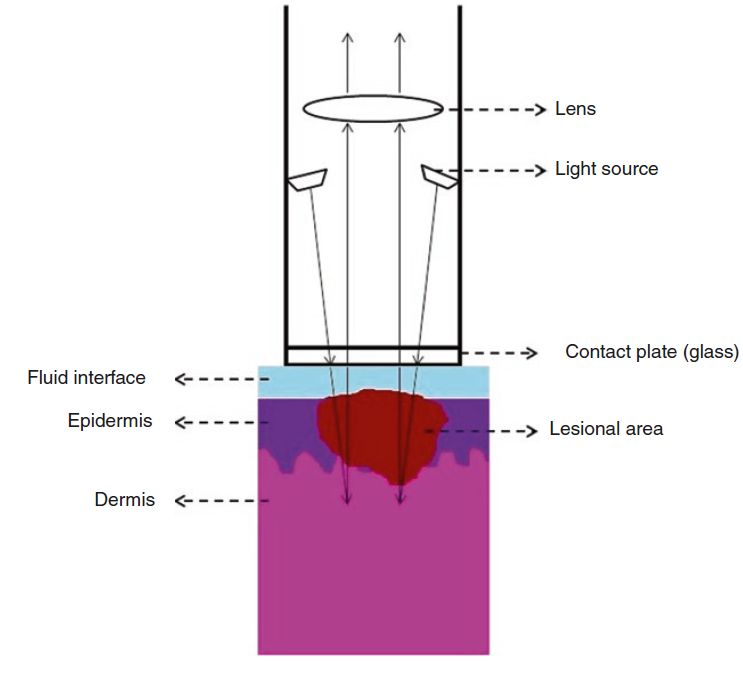 Lens
Light source
Contact plate (glass)
Fluid interface
Epidermis
Lesional area
Dermis